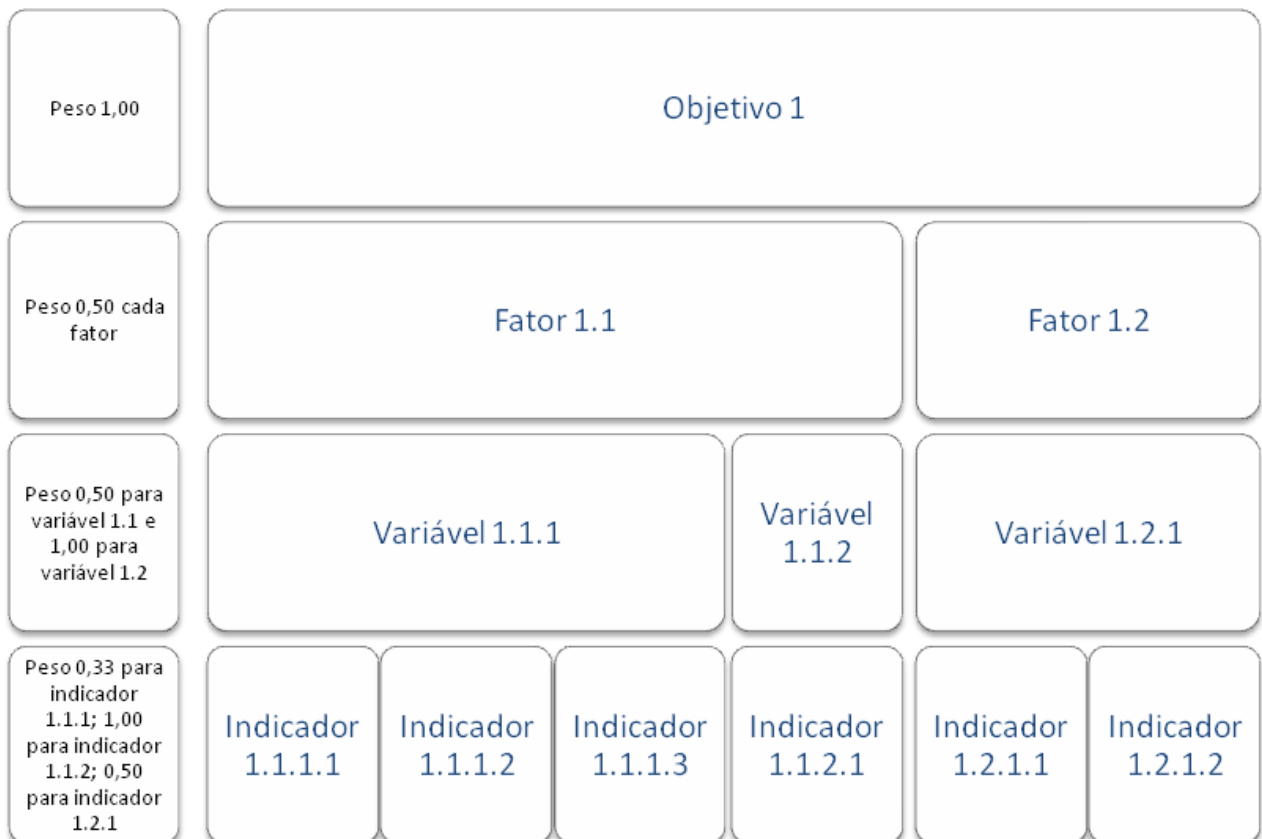 Peso 1,00
Objetivo 1
Peso 0,50 cada
fator
Fator 1.1
Fator 1.2
Peso 0,50 para
variável 1.1 e
1,00 para
variável 1.2
Variável 1.1.1
Variável
1.1.2
Variável 1.2.1
Peso 0,33 para
indicador
1.1.1; 1,00
para indicador
1.1.2; 0,50
para indicador
1.2.1
Indicador
1.1.1.1
Indicador
1.1.1.2
Indicador
1.1.1.3
Indicador
1.1.2.1
Indicador
1.2.1.1
Indicador
1.2.1.2